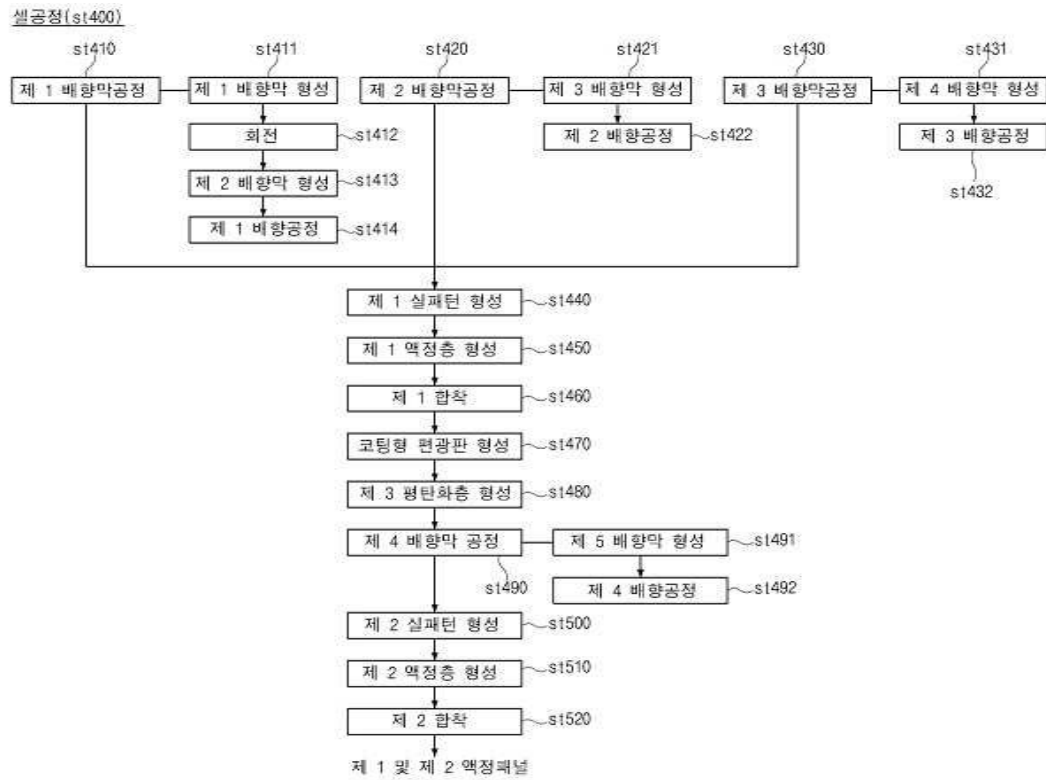 셀공정(st400)
st410
st411
st420
st421
st430
st431
제 1 배향막공정
제 1 배향막 형성
제 2 배향막공정
제 3 배향막 형성
제 3 배향막공정
제 4 배향막 형성
회전
st412
제 2 배향공정
st422
제 3 배향공정
제 2 배향막 형성
st413
st432
제 1 배향공정
st414
제 1 실패턴 형성
st440
제 1 액정층 형성
st450
제 1 합착
st460
코팅형 편광판 형성
st470
제 3 평탄화층 형성
st480
제 4 배향막 공정
제 5 배향막 형성
st491
st490
제 4 배향공정
st492
제 2 실패턴 형성
st500
제 2 액정층 형성
st510
제 2 합착
st520
제 1 및 제 2 액정패널